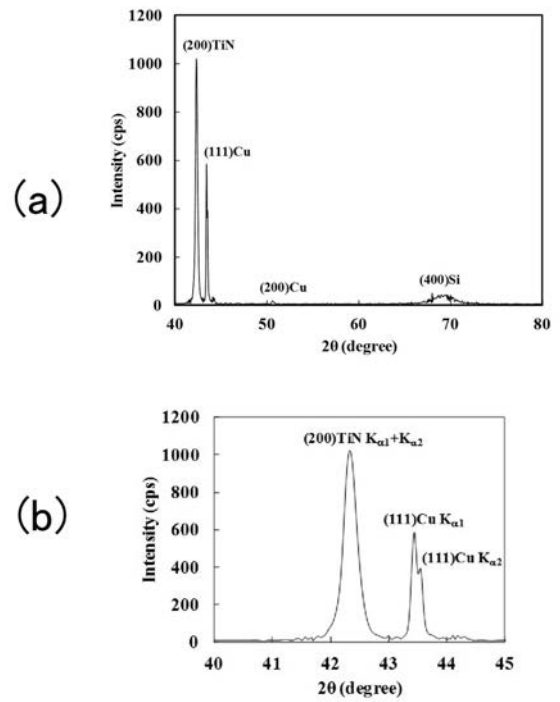 (a)
1200
1000
800
600
400
200
0
Intensity (cps)
(200)TiN
(111)Cu
(200)Cu
(400)Si
40 50 60 70 80
2θ (degree)
(b)
1200
1000
800
600
400
200
0
Intensity (cps)
(200)TiN Kα1+Kα2
(111)Cu Kα1
(111)Cu Kα2
40 41 42 43 44 45
2θ (degree)